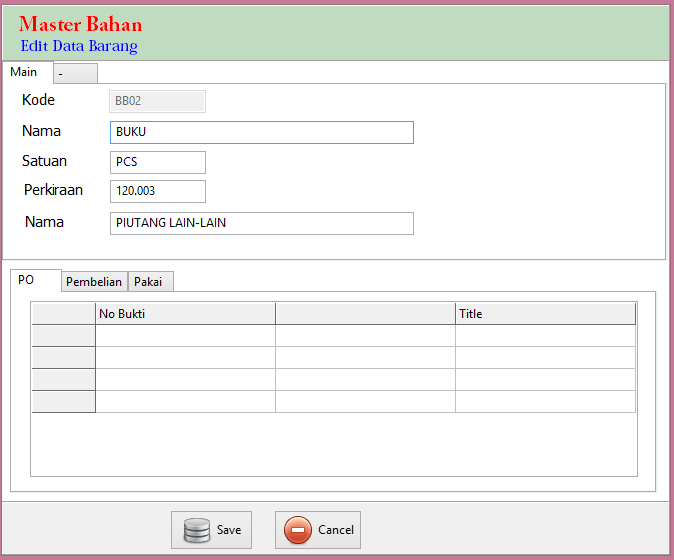 Master Bahan
Edit Data Barang
Main -
Kode BB02
Nama BUKU
Satuan PCS
Perkiraan 120.003
Nama PIUTANG LAIN-LAIN
PO Pembelian Pakai
No Bukti Title
Save Cancel